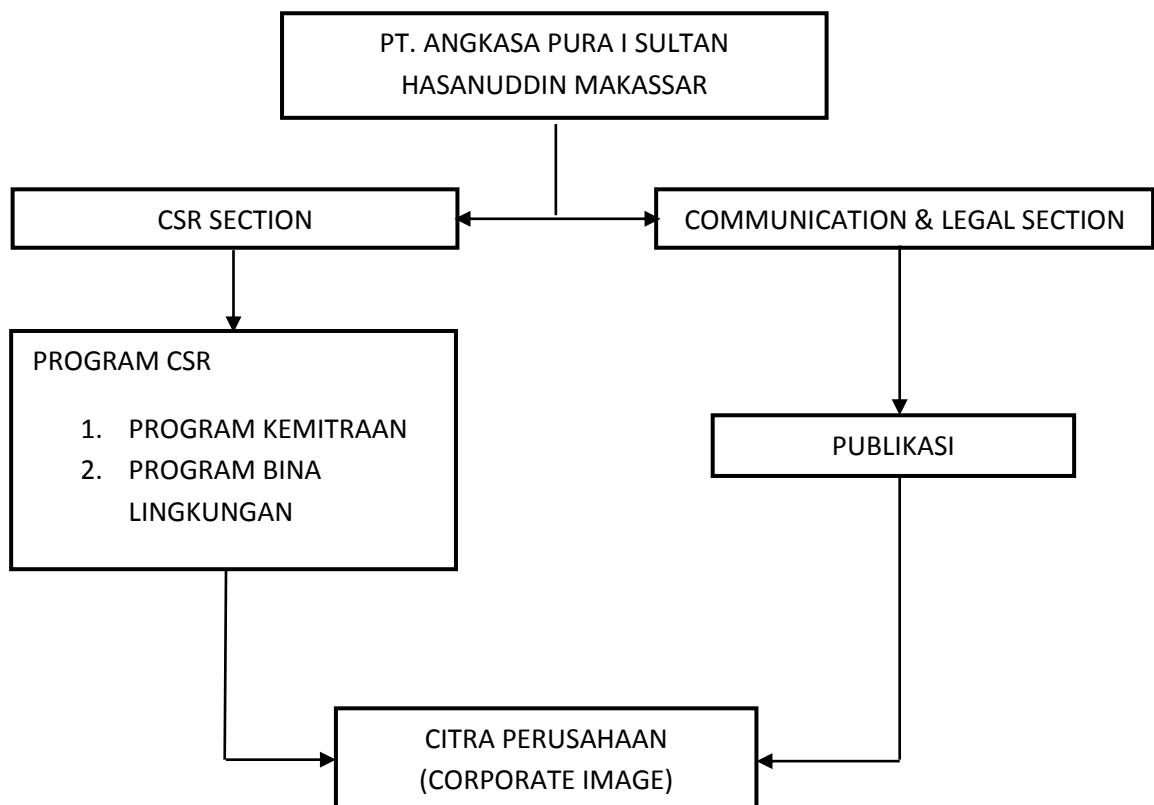 PT. ANGKASA PURA I SULTAN
HASANUDDIN MAKASSAR
CSR SECTION
COMMUNICATION & LEGAL SECTION
PROGRAM CSR
1. PROGRAM KEMITRAAN
2. PROGRAM BINA
LINGKUNGAN
PUBLIKASI
CITRA PERUSAHAAN
(CORPORATE IMAGE)